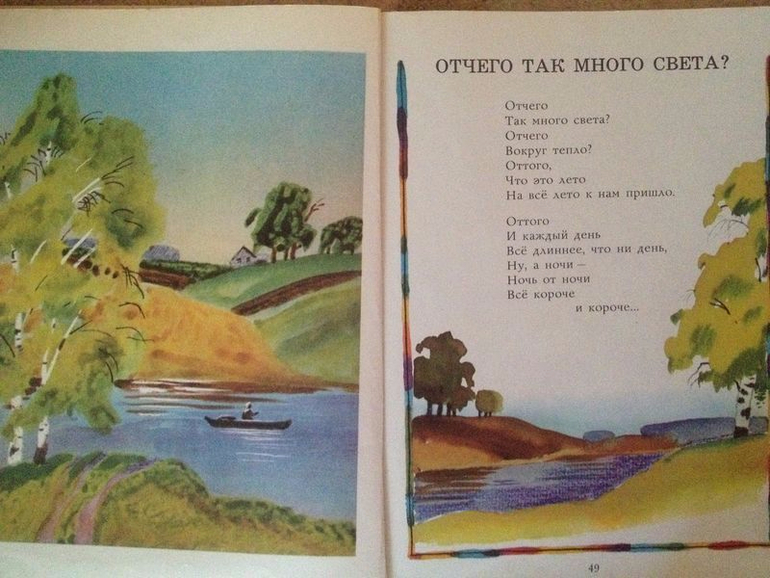 ОТЧЕГО ТАК МНОГО СВЕТА?
Отчего
Так много света?
Отчего
Вокруг тепло?
Оттого,
Что это лето
На всё лето к нам пришло.
Оттого
И каждый день
Всё длиннее, что ни день,
Ну, а ночи —
Ночь от ночи
Всё короче
и короче...
49